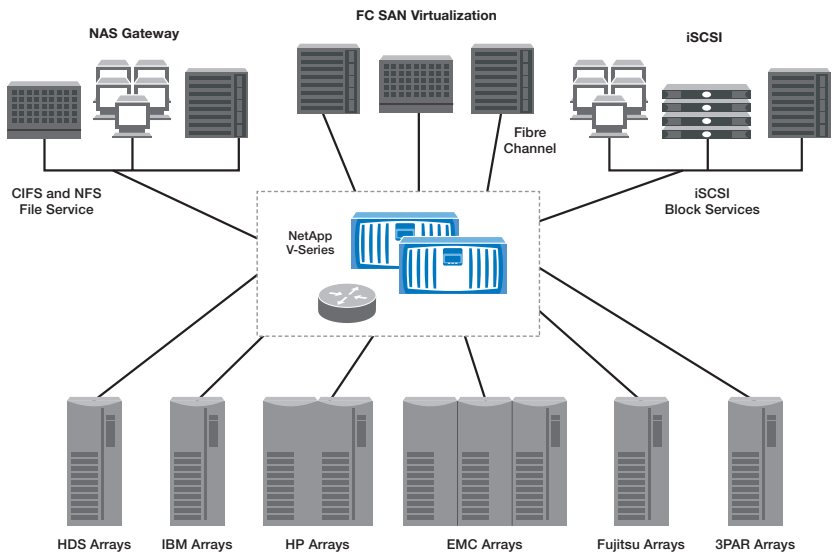 FC SAN Virtualization
NAS Gateway
iSCSI
Fibre
Channel
CIFS and NFS
File Service
iSCSI
Block Services
NetApp
V-Series
HDS Arrays
IBM Arrays
HP Arrays
EMC Arrays
Fujitsu Arrays
3PAR Arrays